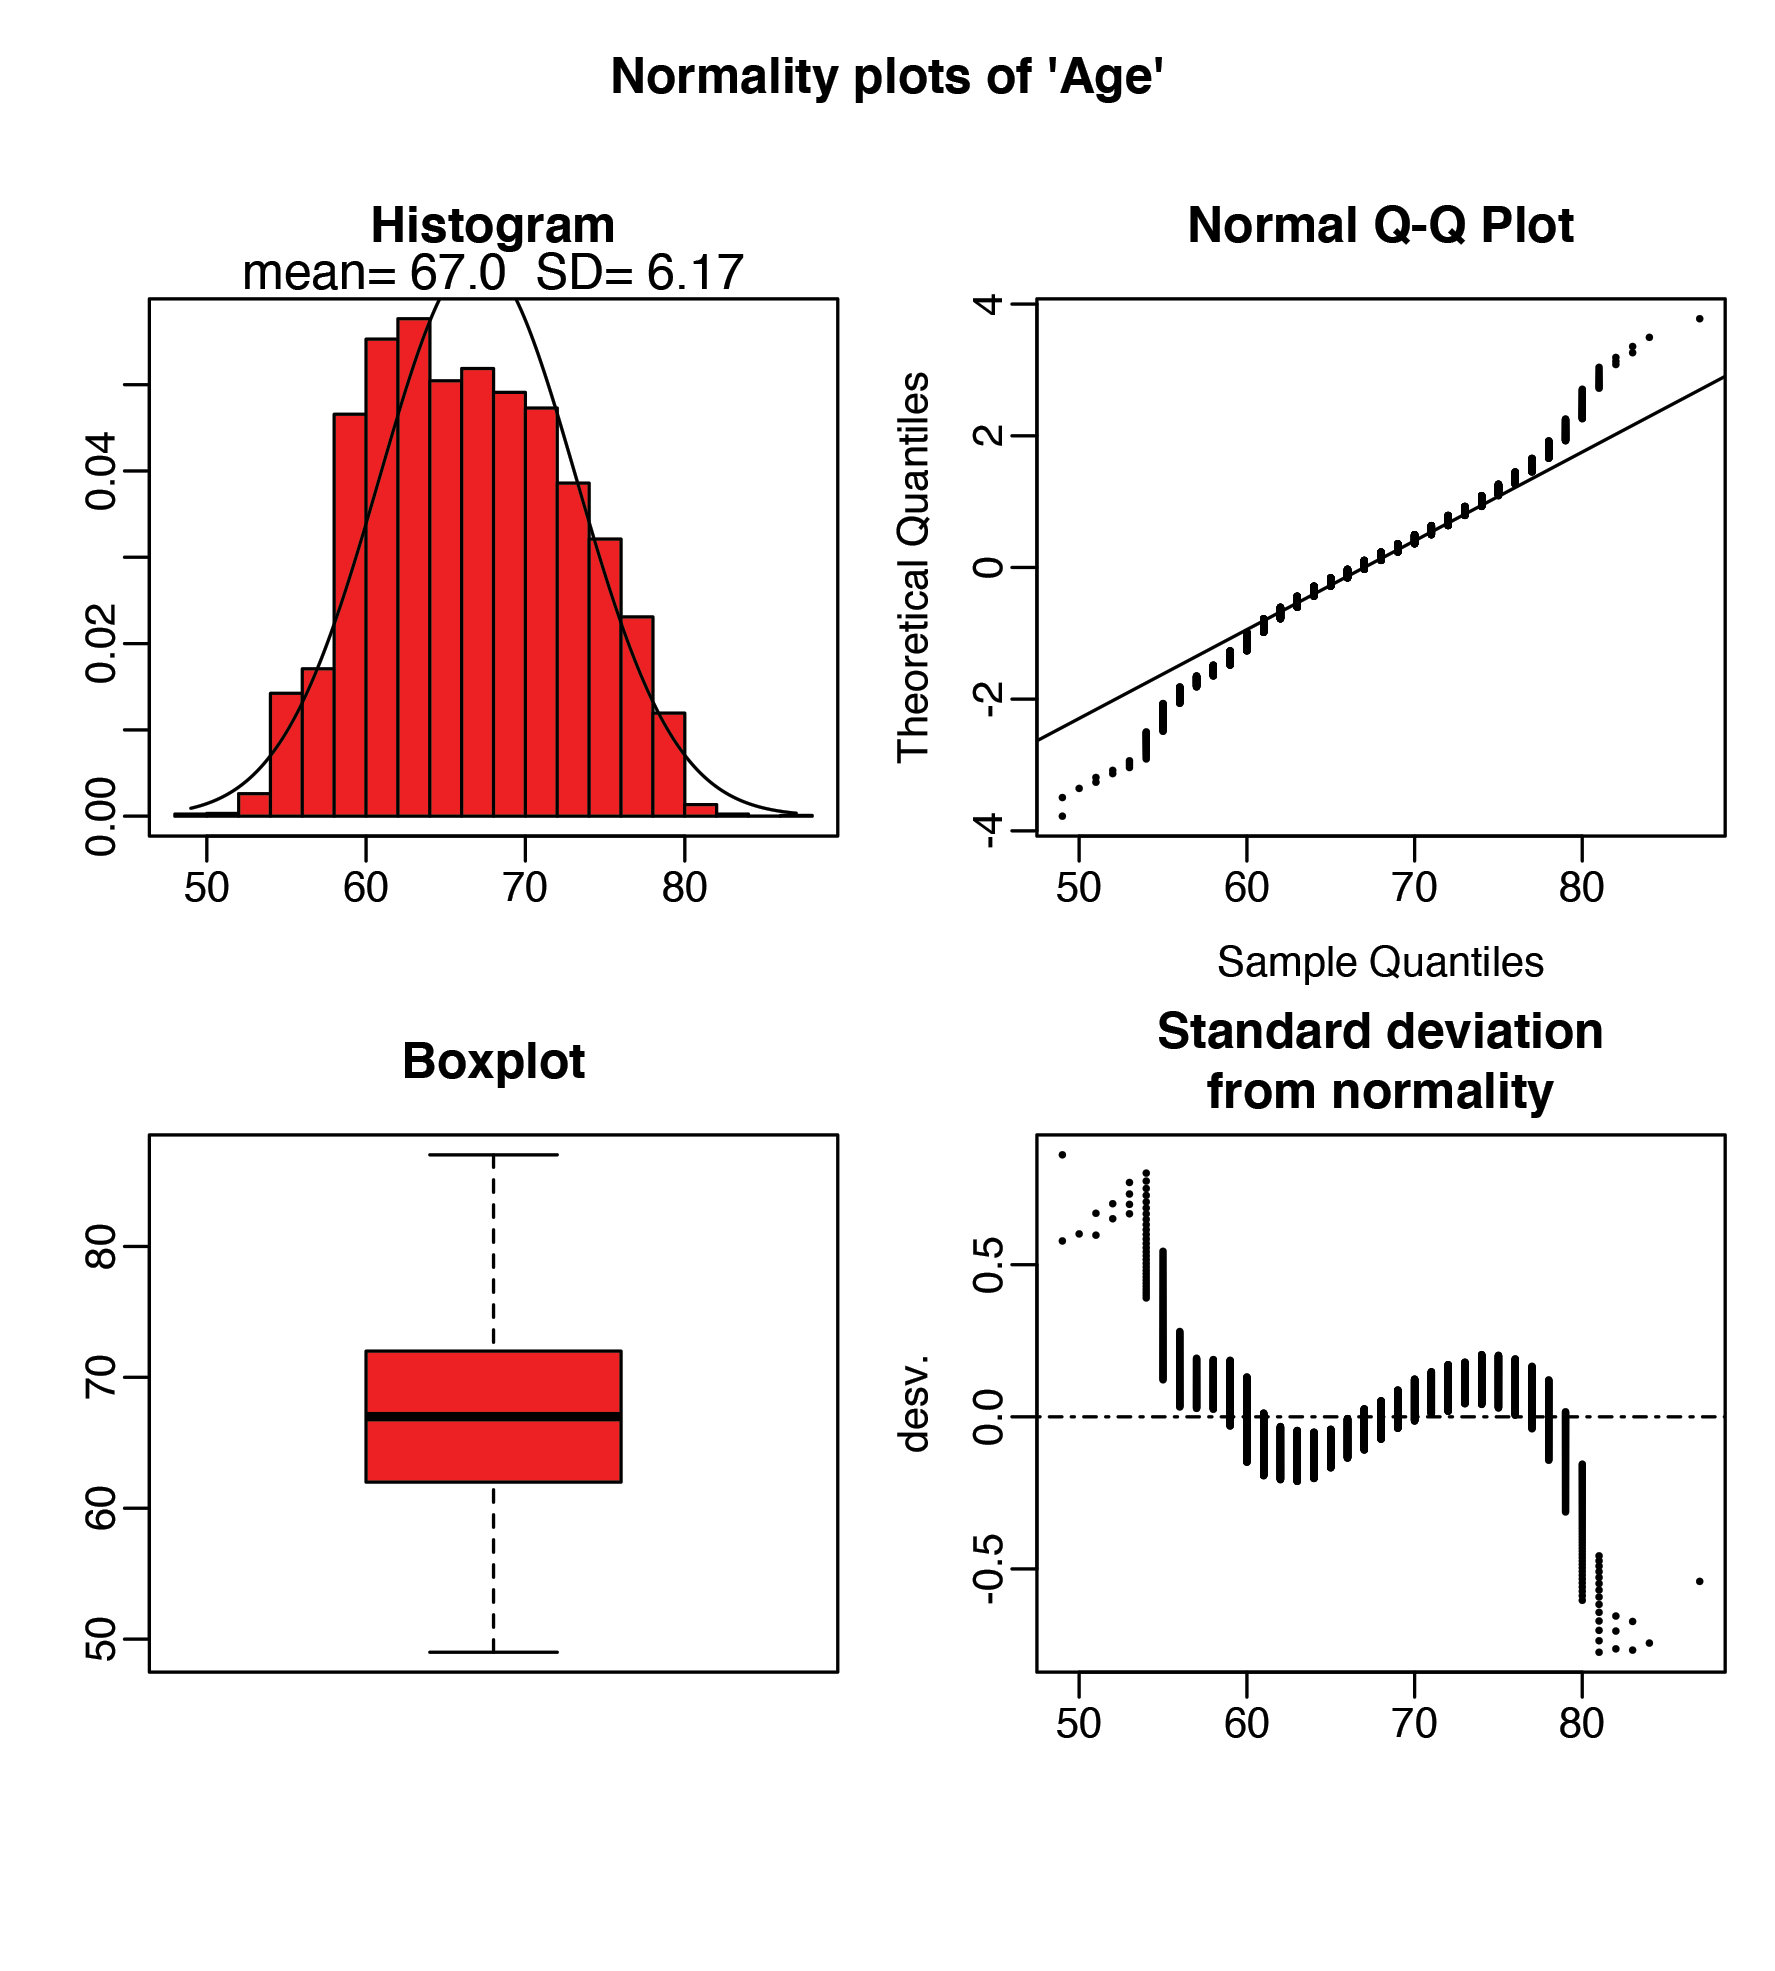 Normality plots of 'Age'
Histogram
mean= 67.0 SD= 6.17
0.04
0.02
0.00
50 60 70 80
Normal Q-Q Plot
Theoretical Quantiles
4
2
0
-2
-4
50 60 70 80
Sample Quantiles
Boxplot
80
70
60
50
Standard deviation
from normality
desv.
0.5
0.0
-0.5
50 60 70 80